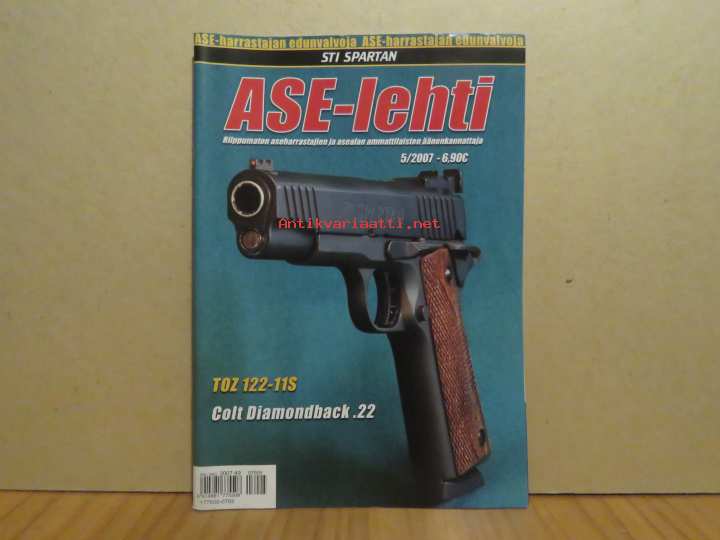 ASE-harrastajan edunvalvoja ASE-harrastajan edunvalvoja
STI SPARTAN
ASE-lehti
Riippumaton aseharrastajien ja asealan ammattilaisten äänenkannattaja
5/2007 - 6,90€
Antikvariaatti.net
TOZ 122-11S
Colt Diamondback .22